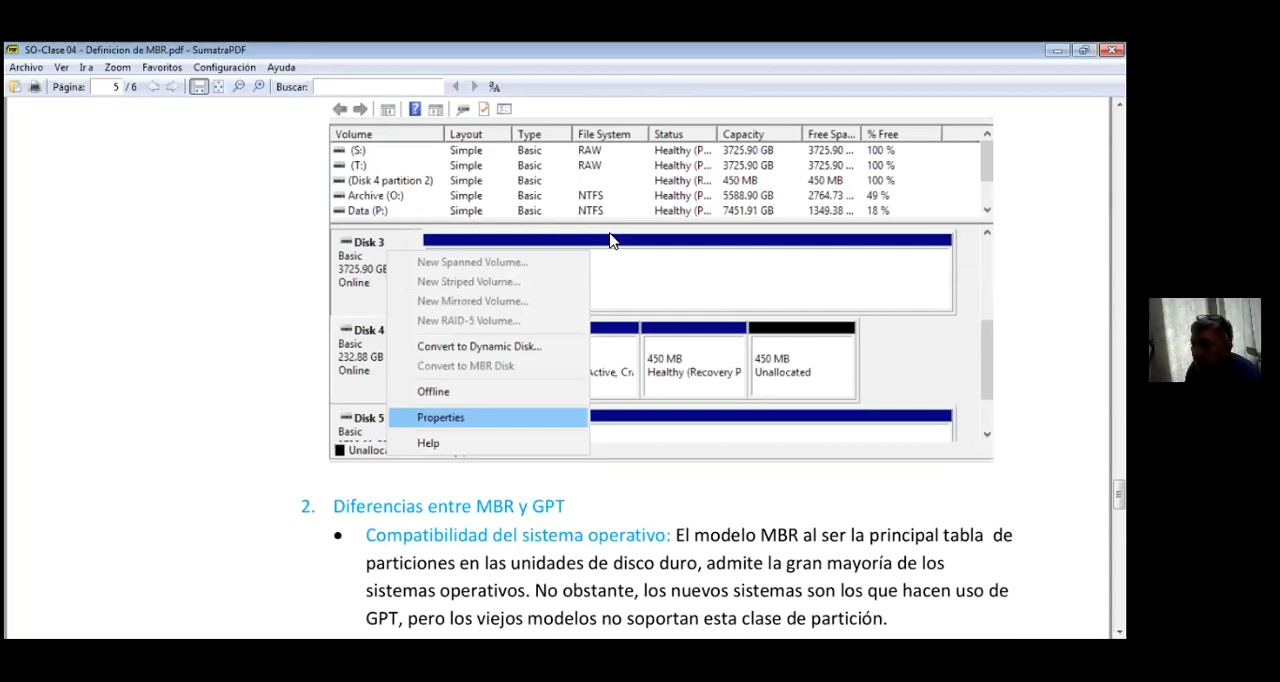 SO-Clase 04 - Definicion de MBR.pdf - SumatraPDF
Archivo Ver Ir a Zoom Favoritos Configuración Ayuda
Página: 5 / 6 Buscar:
Volume Layout Type File System Status Capacity Free Spa... % Free
(S:) Simple Basic RAW Healthy (P... 3725.90 GB 3725.90 ... 100 %
(T:) Simple Basic RAW Healthy (P... 3725.90 GB 3725.90 ... 100 %
(Disk 4 partition 2) Simple Basic Healthy (R... 450 MB 450 MB 100 %
Archive (O:) Simple Basic NTFS Healthy (P... 5588.90 GB 2764.73 ... 49 %
Data (P:) Simple Basic NTFS Healthy (P... 7451.91 GB 1349.38 ... 18 %
Disk 3
Basic
3725.90 GB
Online
New Spanned Volume...
New Striped Volume...
New Mirrored Volume...
New RAID-5 Volume...
Convert to Dynamic Disk...
Convert to MBR Disk
Offline
Properties
Help
Disk 4
Basic
232.88 GB
Online
Active, Cr
450 MB
Healthy (Recovery P
450 MB
Unallocated
Disk 5
Basic
Unalloc
2. Diferencias entre MBR y GPT
• Compatibilidad del sistema operativo: El modelo MBR al ser la principal tabla de
particiones en las unidades de disco duro, admite la gran mayoría de los
sistemas operativos. No obstante, los nuevos sistemas son los que hacen uso de
GPT, pero los viejos modelos no soportan esta clase de partición.